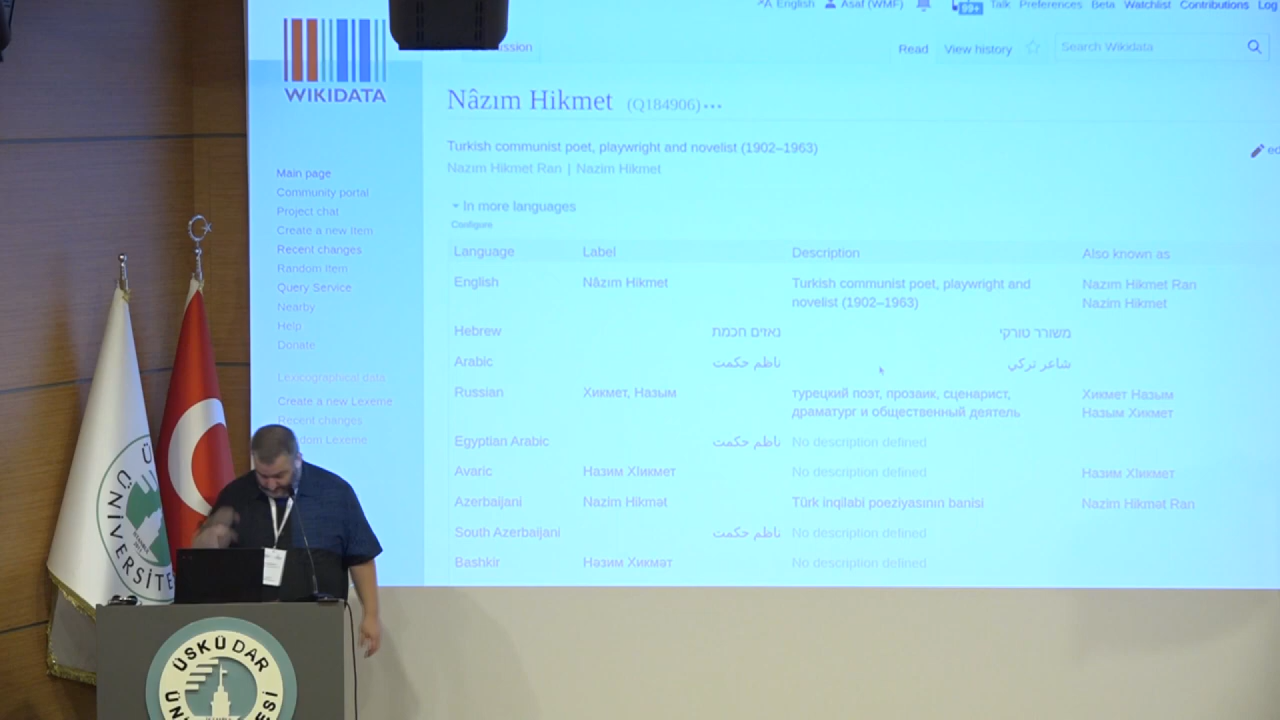 English Asaf (WMF) 99+ Talk Preferences Beta Watchlist Contributions Log
Read View history Search Wikidata
WIKIDATA
Nâzım Hikmet (Q184906)
Turkish communist poet, playwright and novelist (1902–1963)
Nazım Hikmet Ran | Nazim Hikmet
In more languages
Configure
Main page
Community portal
Project chat
Create a new Item
Recent changes
Random Item
Query Service
Nearby
Help
Donate
Lexicographical data
Create a new Lexeme
Recent changes
Lexeme
Language Label Description Also known as
English Nâzım Hikmet Turkish communist poet, playwright and Nazım Hikmet Ran
novelist (1902–1963) Nazim Hikmet
Hebrew נאזים חכמת משורר טורקי
Arabic ناظم حكمت شاعر تركي
Russian Хикмет, Назым турецкий поэт, прозаик, сценарист, Хикмет Назым
драматург и общественный деятель Назым Хикмет
Egyptian Arabic ناظم حكمت No description defined
Avaric Назим ХӀикмет No description defined Назим ХӀикмет
Azerbaijani Nazim Hikmət Türk inqilabi poeziyasının banisi Nazim Hikmət Ran
South Azerbaijani ناظم حکمت No description defined
Bashkir Нәзим Хикмәт No description defined
ÜNİVERSİTE
ÜSKÜDAR